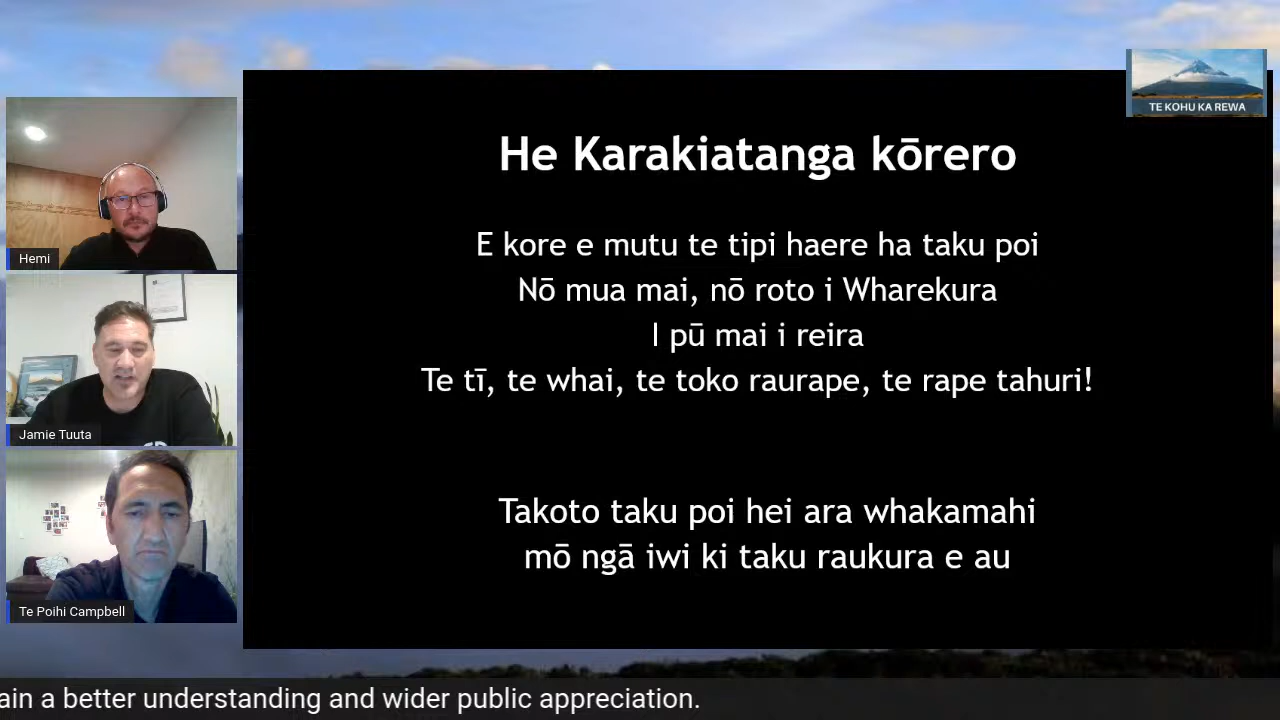 TE KOHU KA REWA
He Karakiatanga kōrero
E kore e mutu te tipi haere ha taku poi
Nō mua mai, nō roto i Wharekura
I pū mai i reira
Te tī, te whai, te toko raurape, te rape tahuri!
Takoto taku poi hei ara whakamahi
mō ngā iwi ki taku raukura e au
Hemi
Jamie Tuuta
Te Poihi Campbell
ain a better understanding and wider public appreciation.